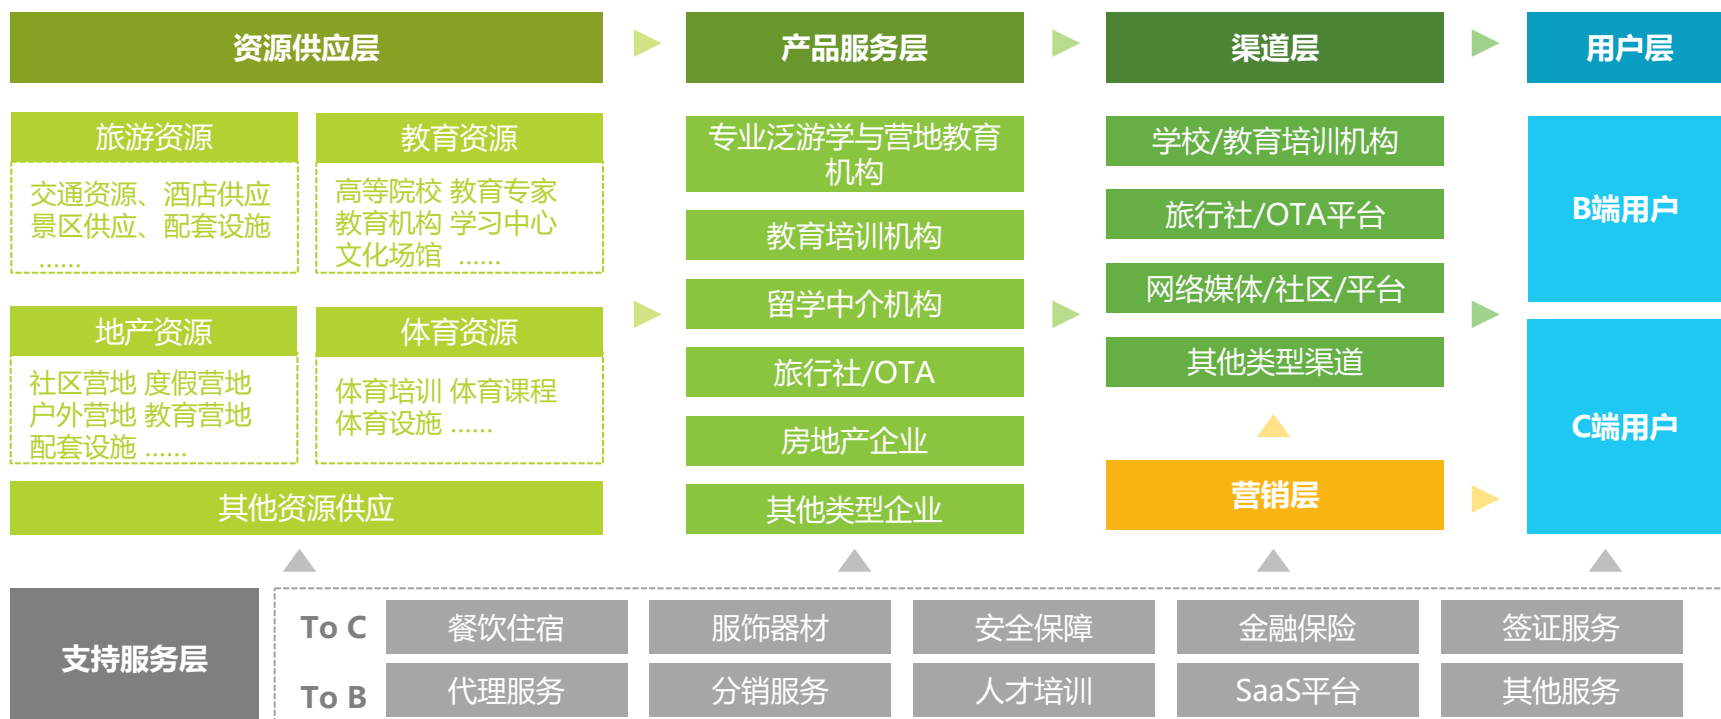 资源供应层
产品服务层
渠道层
用户层
旅游资源
交通资源、酒店供应
景区供应、配套设施
......
教育资源
高等院校 教育专家
教育机构 学习中心
文化场馆 ......
地产资源
社区营地 度假营地
户外营地 教育营地
配套设施 ......
体育资源
体育培训 体育课程
体育设施 ......
其他资源供应
专业泛游学与营地教育
机构
教育培训机构
留学中介机构
旅行社/OTA
房地产企业
其他类型企业
学校/教育培训机构
旅行社/OTA平台
网络媒体/社区/平台
其他类型渠道
营销层
B端用户
C端用户
支持服务层
To C
餐饮住宿
服饰器材
安全保障
金融保险
签证服务
To B
代理服务
分销服务
人才培训
SaaS平台
其他服务